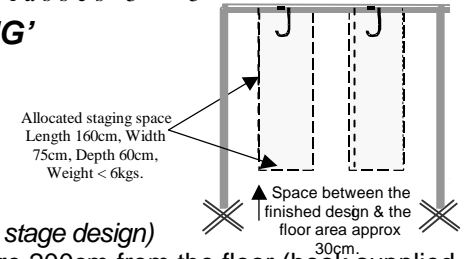 G’
Allocated staging space
Length 160cm, Width
75cm, Depth 60cm,
Weight < 6kgs.
Space between the
finished design & the
floor area approx
30cm.
stage design)
200cm from the floor (hook supplied